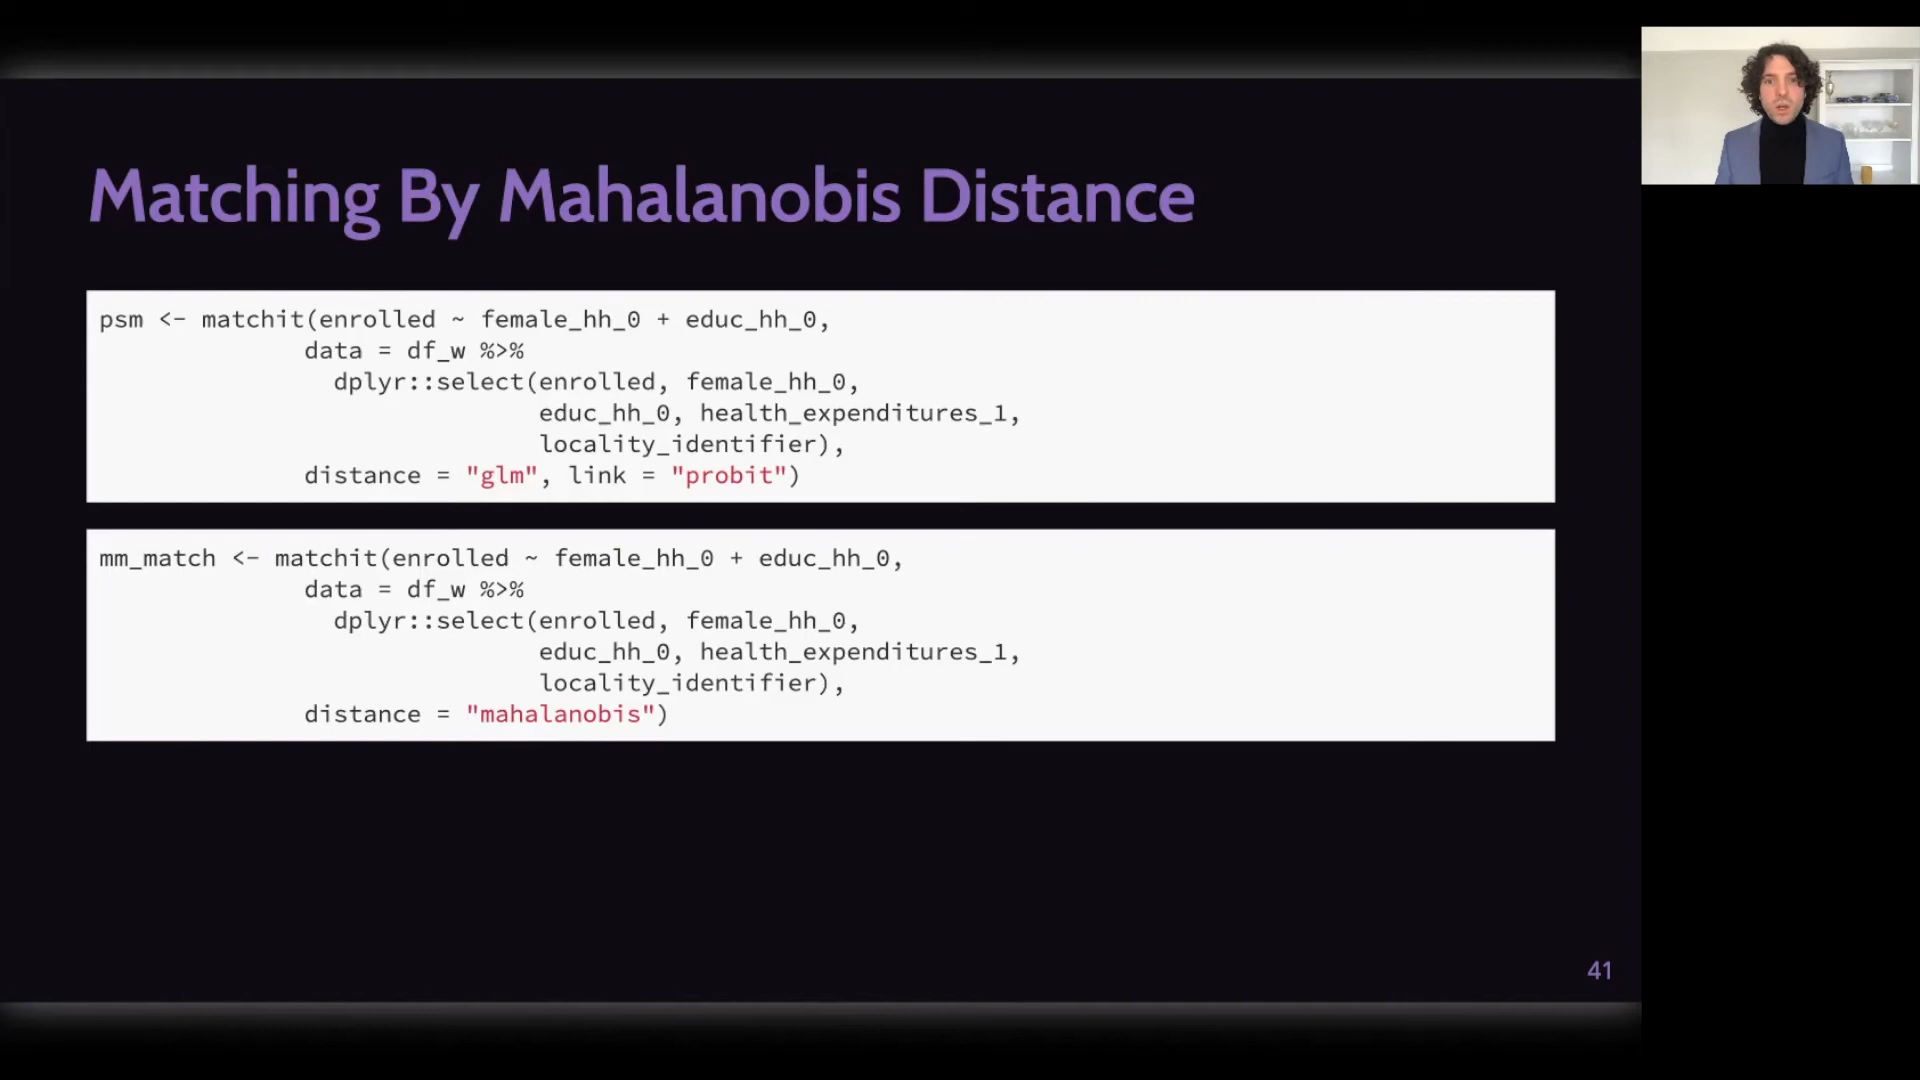 Matching By Mahalanobis Distance
psm <- matchit(enrolled ~ female_hh_0 + educ_hh_0,
data = df_w %>%
dplyr::select(enrolled, female_hh_0,
educ_hh_0, health_expenditures_1,
locality_identifier),
distance = "glm", link = "probit")
mm_match <- matchit(enrolled ~ female_hh_0 + educ_hh_0,
data = df_w %>%
dplyr::select(enrolled, female_hh_0,
educ_hh_0, health_expenditures_1,
locality_identifier),
distance = "mahalanobis")
41